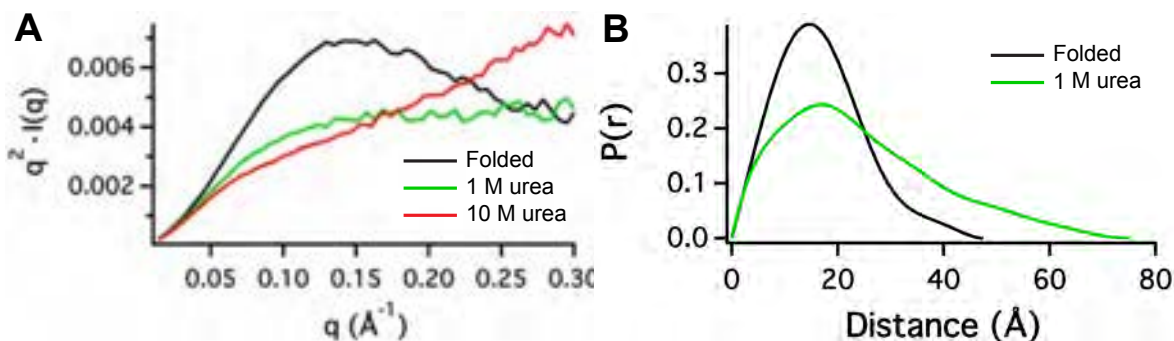 A
q² · I(q)
0.006
0.004
0.002
Folded
1 M urea
10 M urea
0.05
0.10
0.15
0.20
0.25
0.30
q (Å⁻¹)
B
P(r)
0.3
0.2
0.1
0.0
Folded
1 M urea
0
20
40
60
80
Distance (Å)